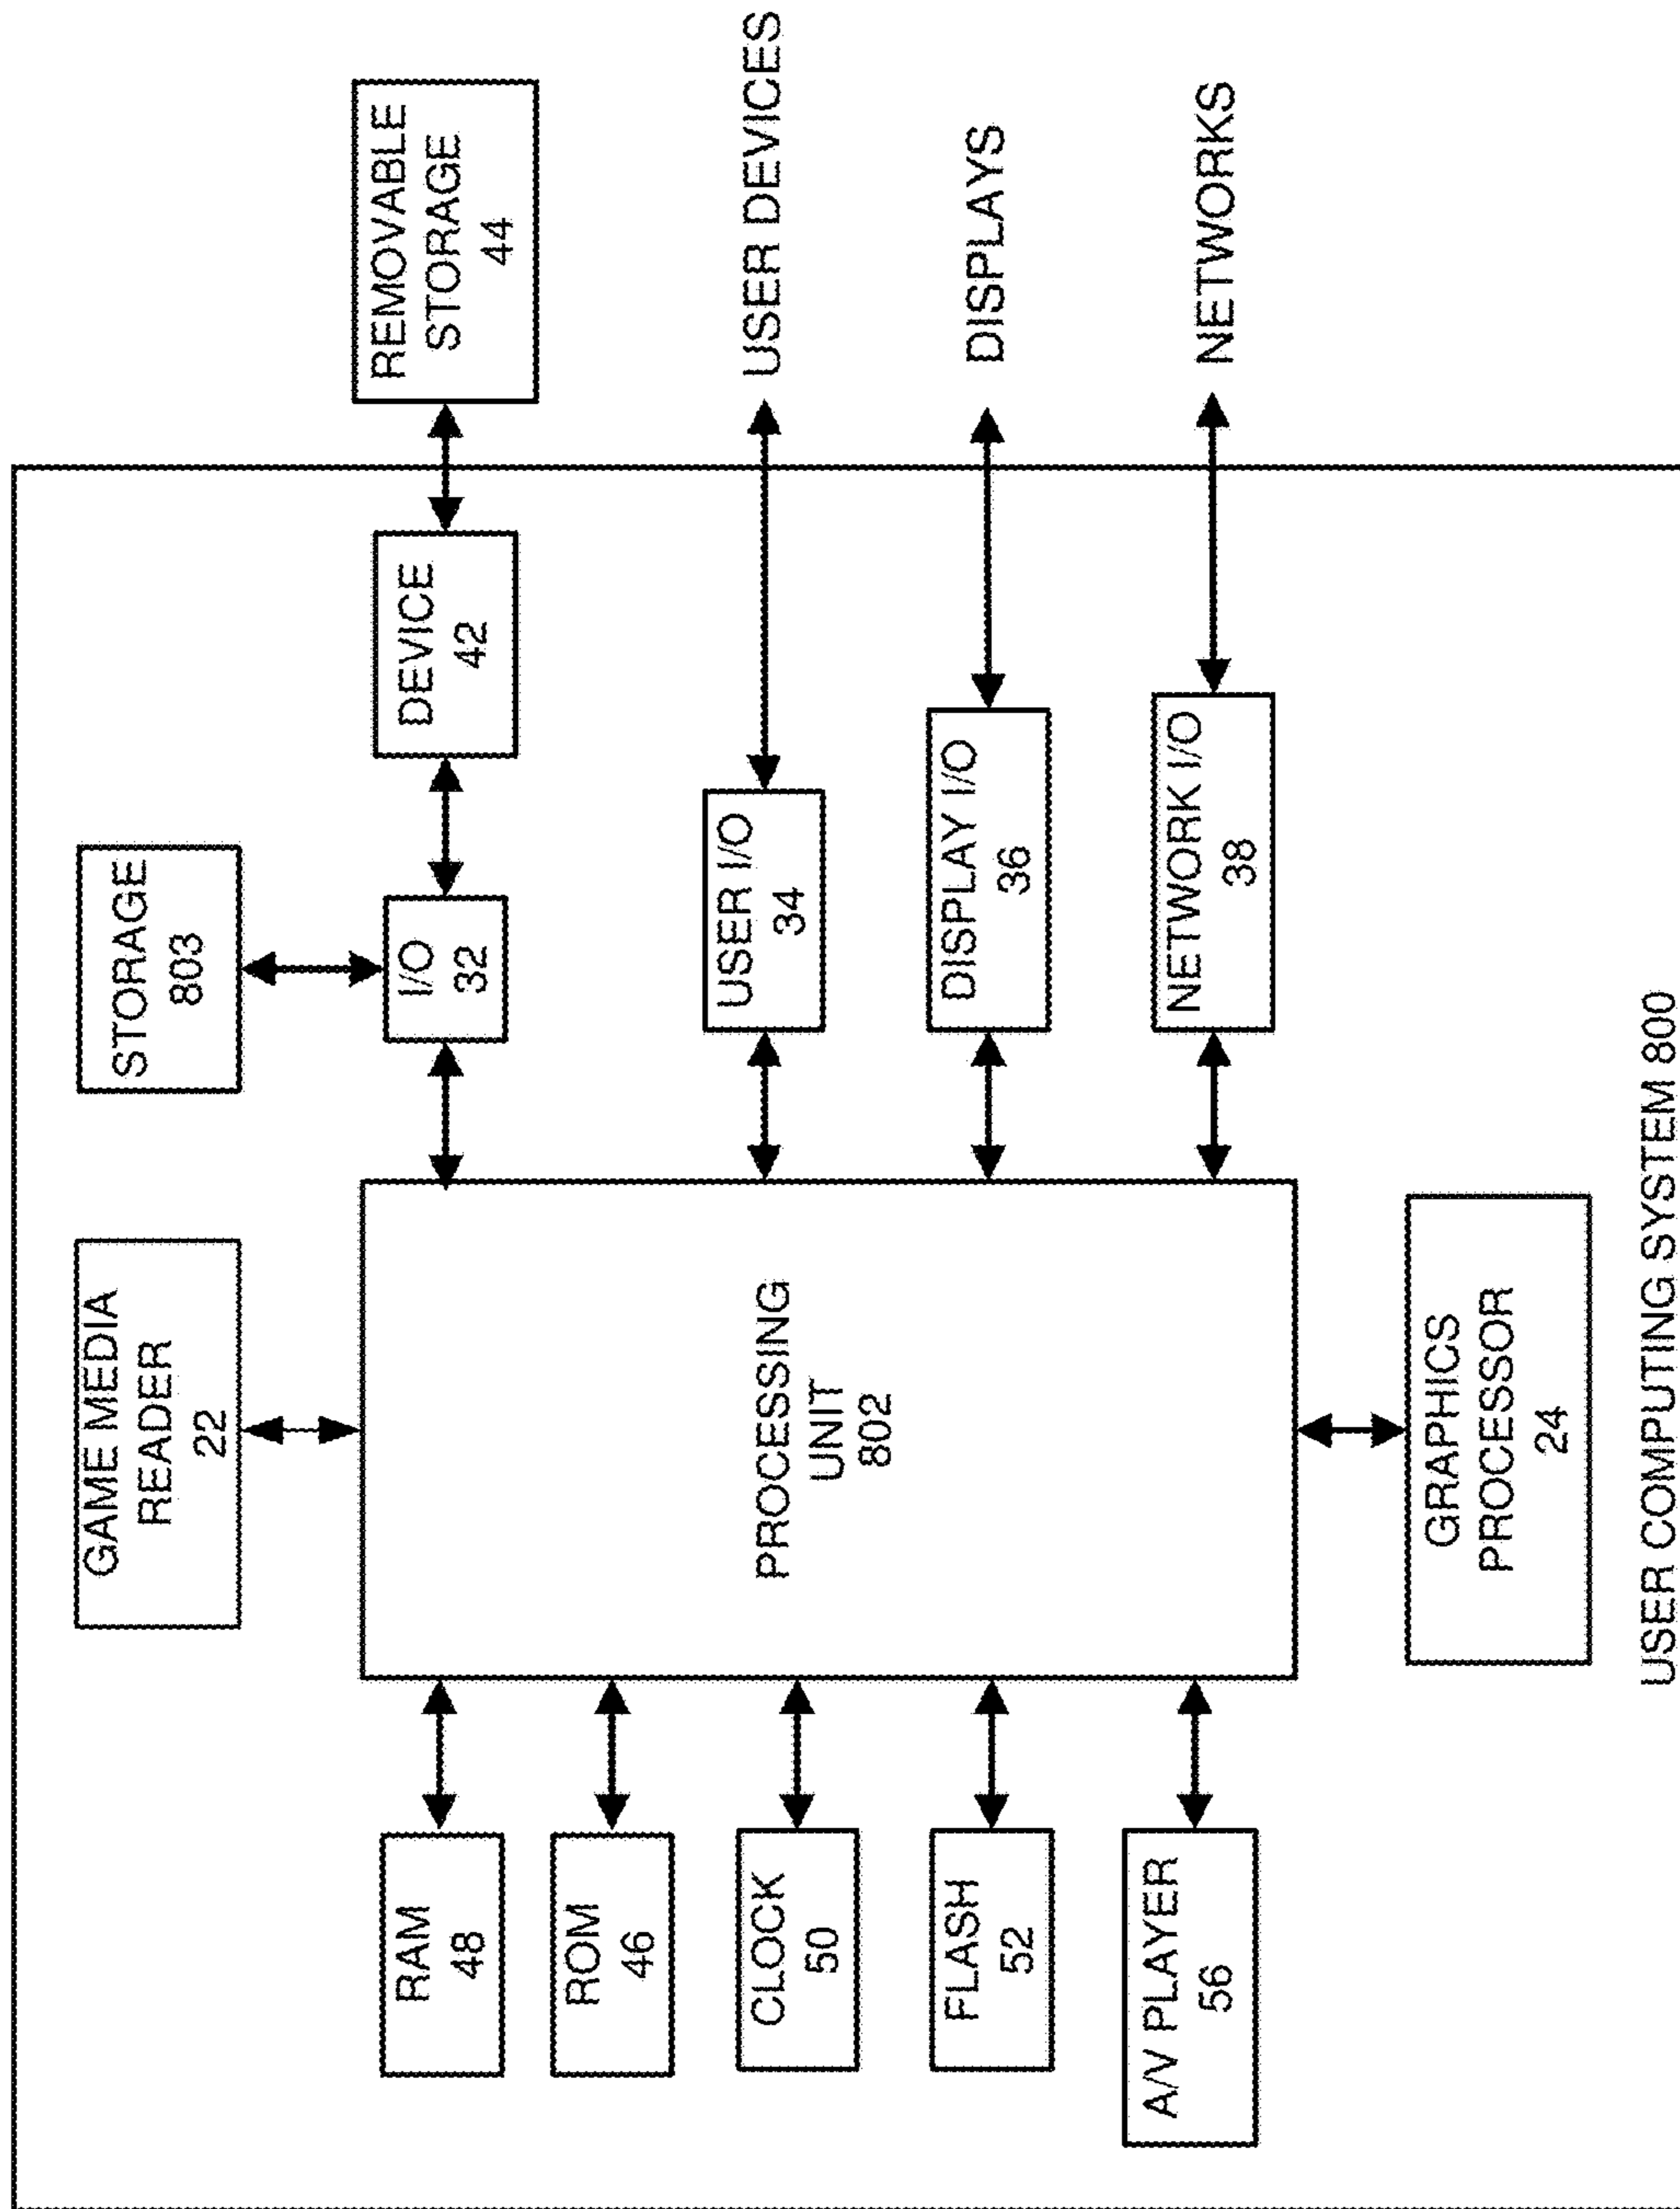 GAME MEDIA
READER
22
STORAGE
803
RAM
48
ROM
46
CLOCK
50
FLASH
52
A/V PLAYER
56
PROCESSING
UNIT
802
I/O
32
DEVICE
42
REMOVABLE
STORAGE
44
USER I/O
34
USER DEVICES
DISPLAY I/O
36
DISPLAYS
NETWORK I/O
38
NETWORKS
GRAPHICS
PROCESSOR
24
USER COMPUTING SYSTEM 800